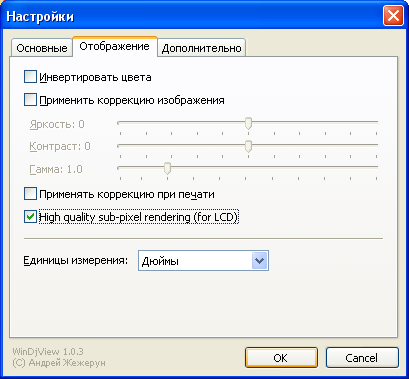 Настройки
Основные Отображение Дополнительно
Инвертировать цвета
Применить коррекцию изображения
Яркость: 0
Контраст: 0
Гамма: 1.0
Применять коррекцию при печати
High quality sub-pixel rendering (for LCD)
Единицы измерения: Дюймы
WinDjView 1.0.3
(C) Андрей Жежерун
OK Cancel